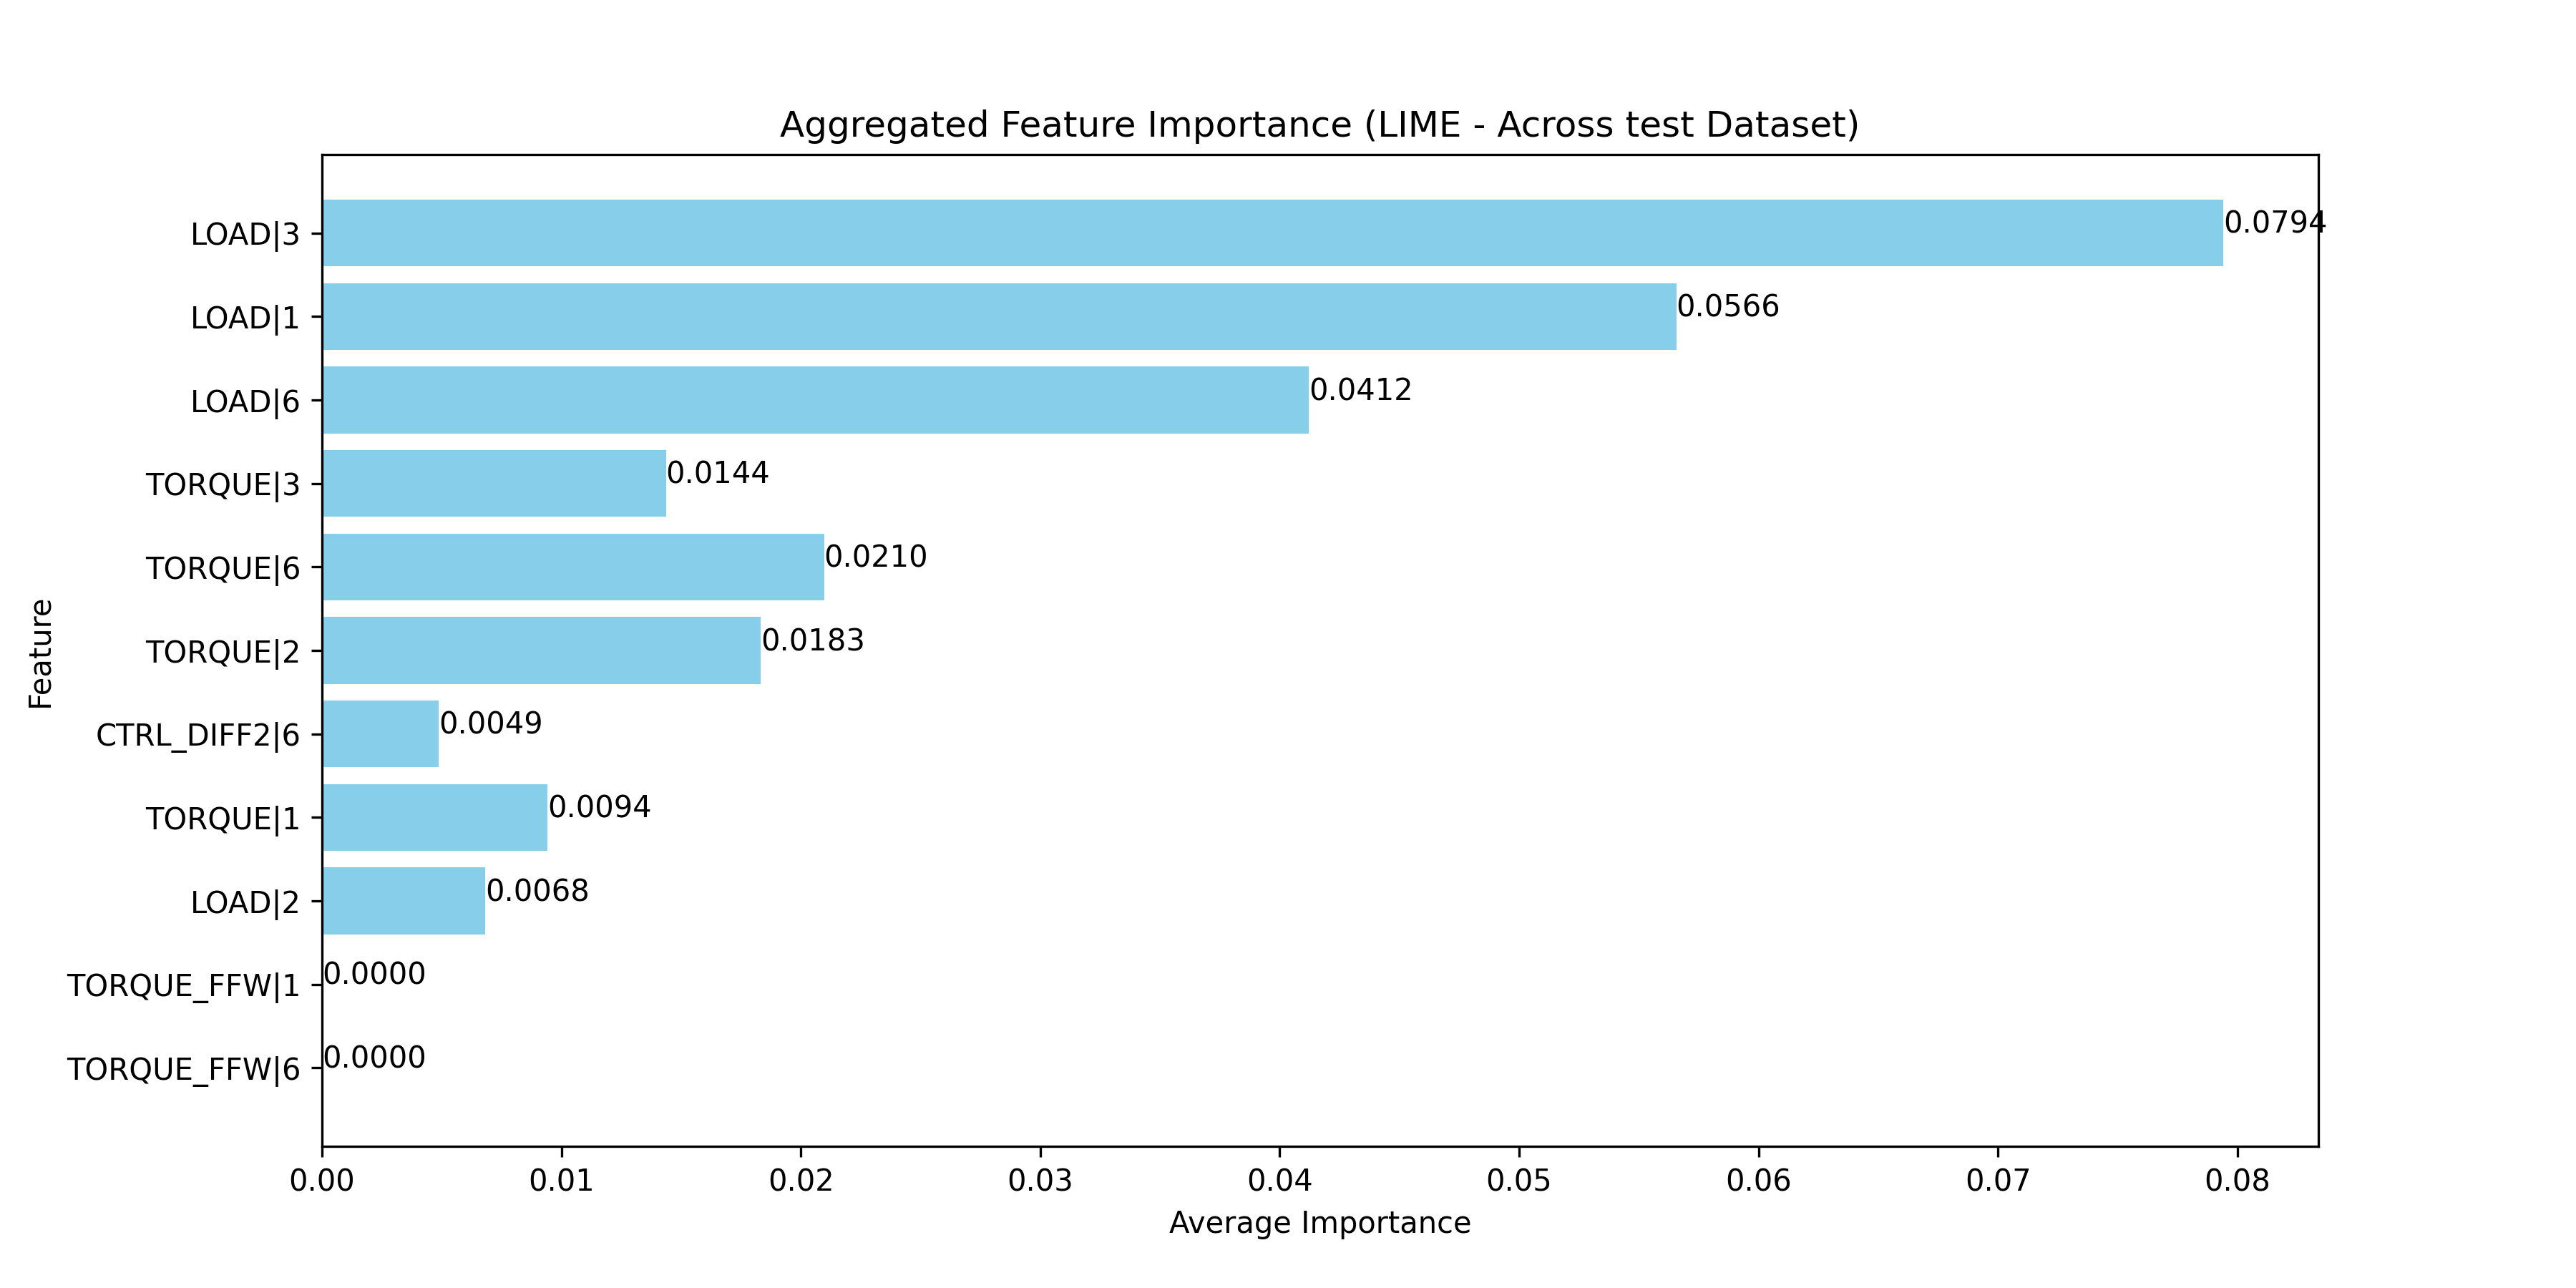 Aggregated Feature Importance (LIME - Across test Dataset)
LOAD|3
0.0794
LOAD|1
0.0566
LOAD|6
0.0412
TORQUE|3
0.0144
TORQUE|6
0.0210
TORQUE|2
0.0183
CTRL_DIFF2|6
0.0049
TORQUE|1
0.0094
LOAD|2
0.0068
TORQUE_FFW|1
0.0000
TORQUE_FFW|6
0.0000
Feature
0.00 0.01 0.02 0.03 0.04 0.05 0.06 0.07 0.08
Average Importance